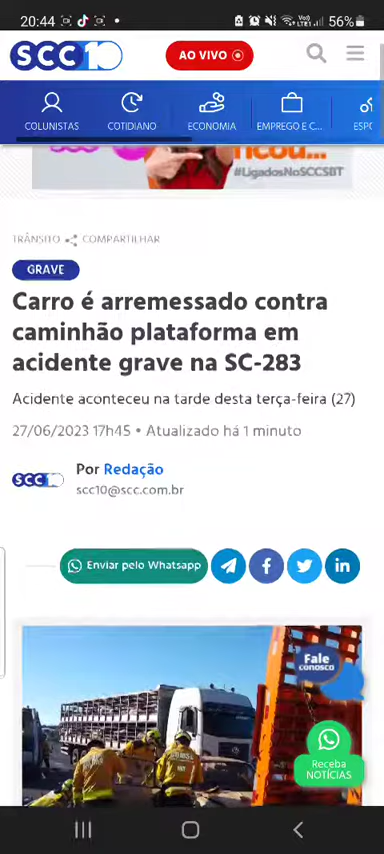 20:44 56%
SCC10 AO VIVO
COLUNISTAS COTIDIANO ECONOMIA EMPREGO E C... ESPO
ficou...
#LigadosNoSCCSBT
TRÂNSITO COMPARTILHAR
GRAVE
Carro é arremessado contra
caminhão plataforma em
acidente grave na SC-283
Acidente aconteceu na tarde desta terça-feira (27)
27/06/2023 17h45 • Atualizado há 1 minuto
SCC10 Por Redação
scc10@scc.com.br
Enviar pelo Whatsapp
Fale
conosco
Receba
NOTÍCIAS